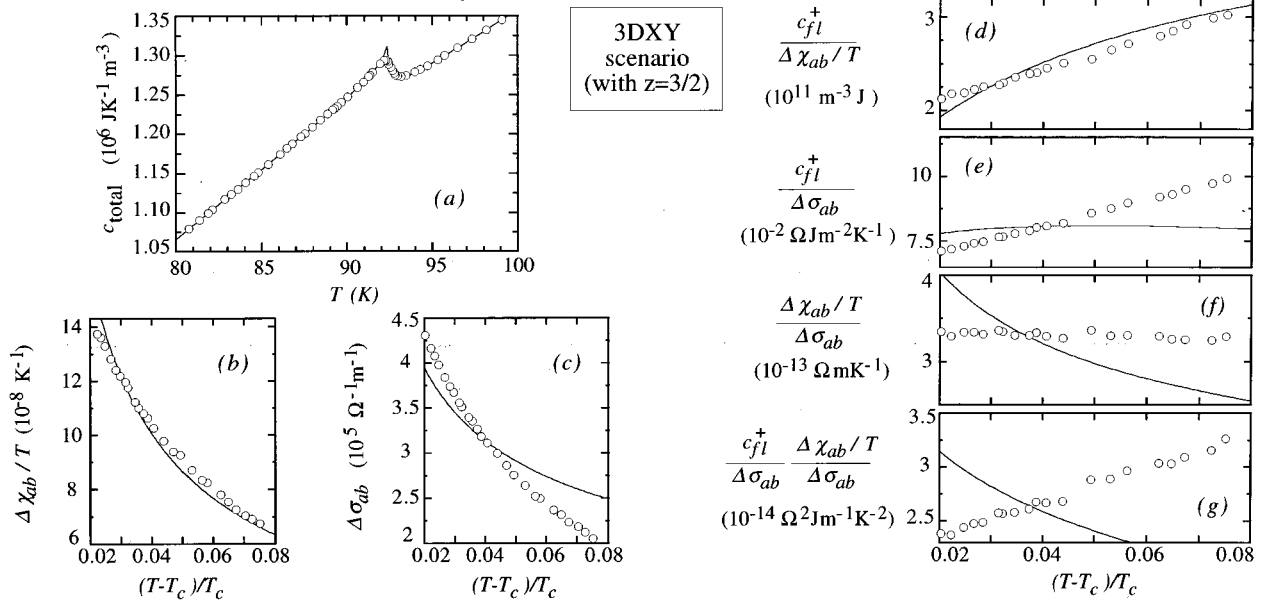 1.35
1.30
1.25
1.20
1.15
1.10
1.05
c_total (10^6 JK^-1 m^-3)
(a)
80 85 90 95 100
T (K)
3DXY
scenario
(with z=3/2)
14
12
10
8
6
Δχ_ab / T (10^-8 K^-1)
(b)
0.02 0.04 0.06 0.08
(T-T_c)/T_c
4.5
4
3.5
3
2.5
2
Δσ_ab (10^5 Ω^-1m^-1)
(c)
0.02 0.04 0.06 0.08
(T-T_c)/T_c
c_fl^+
Δχ_ab / T
(10^11 m^-3 J )
3
2
(d)
c_fl^+
Δσ_ab
(10^-2 ΩJm^-2K^-1)
10
7.5
(e)
Δχ_ab / T
Δσ_ab
(10^-13 ΩmK^-1)
4
3
(f)
c_fl^+ Δχ_ab / T
Δσ_ab Δσ_ab
(10^-14 Ω^2Jm^-1K^-2)
3.5
3
2.5
(g)
0.02 0.04 0.06 0.08
(T-T_c)/T_c